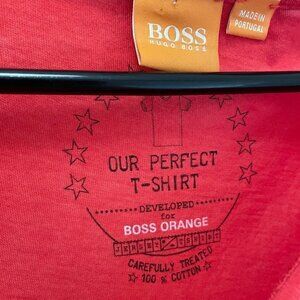 BOSS
HUGO BOSS
MADE IN
PORTUGAL
OUR PERFECT
T-SHIRT
DEVELOPED
for
BOSS ORANGE
CAREFULLY TREATED
100 % COTTON